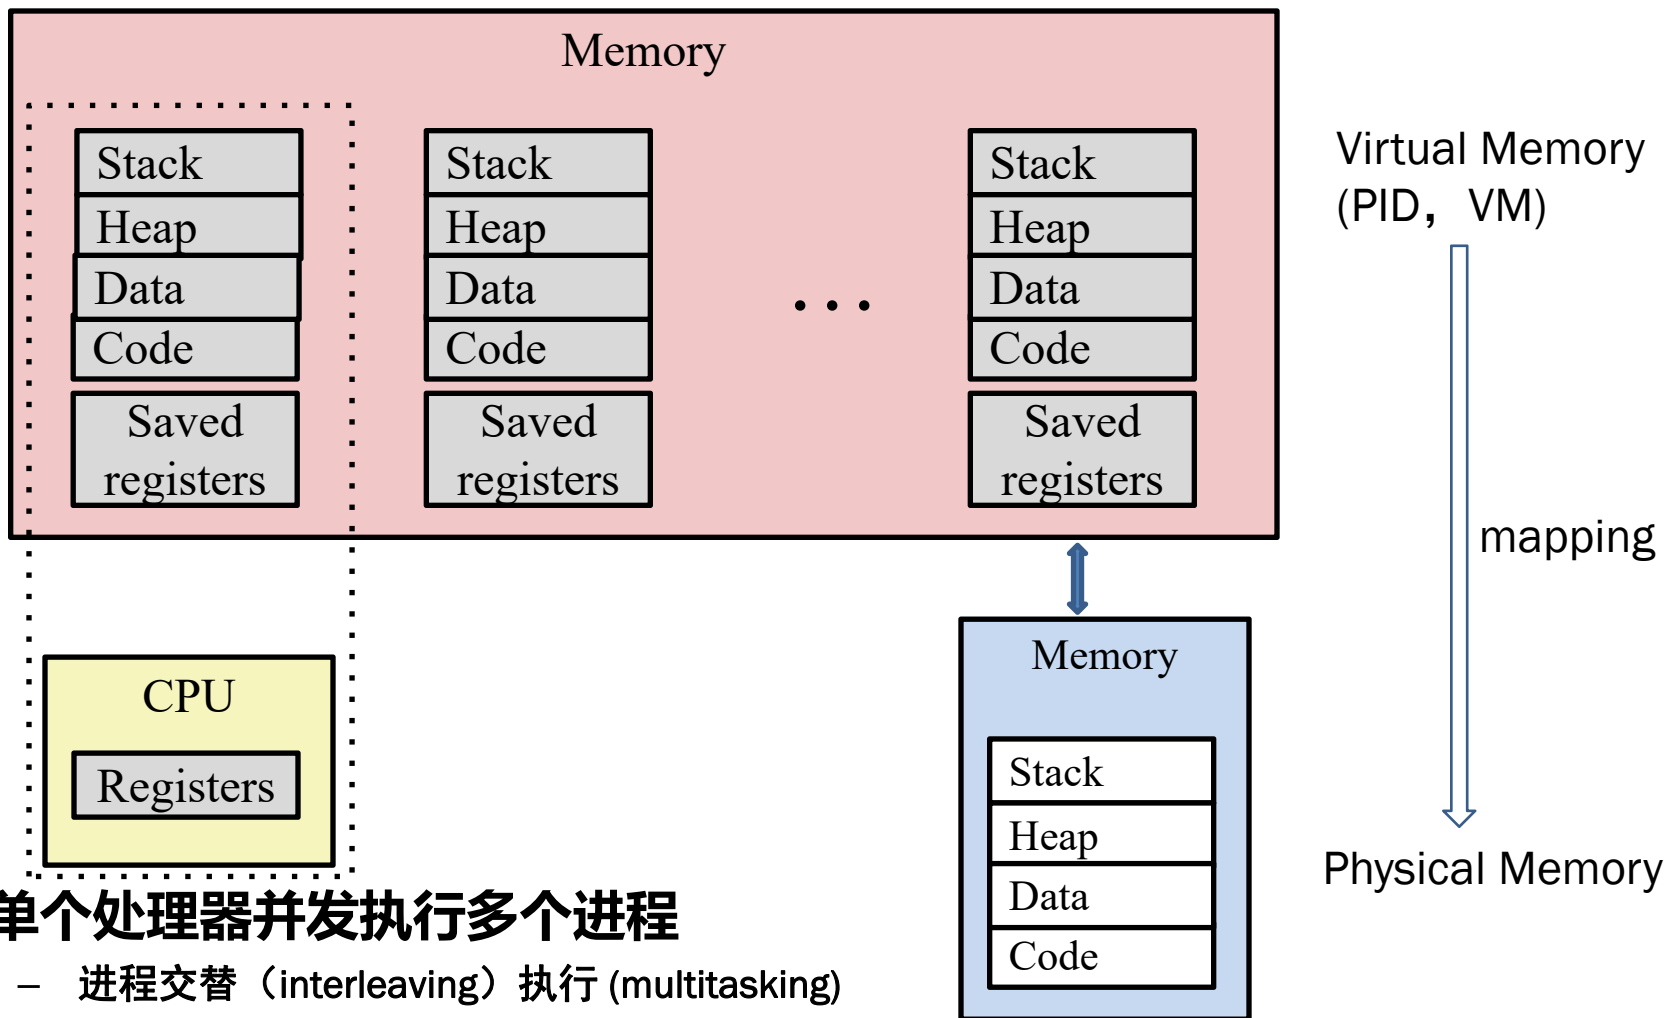 Memory
Stack
Heap
Data
Code
Saved
registers
Stack
Heap
Data
Code
Saved
registers
...
Stack
Heap
Data
Code
Saved
registers
Virtual Memory
(PID，VM)
mapping
Physical Memory
CPU
Registers
Memory
Stack
Heap
Data
Code
单个处理器并发执行多个进程
– 进程交替（interleaving）执行 (multitasking)